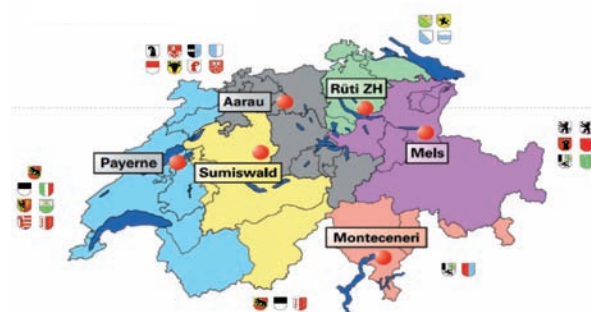 Rüti ZH
Aarau
Mels
Payerne
Sumiswald
Monteceneri